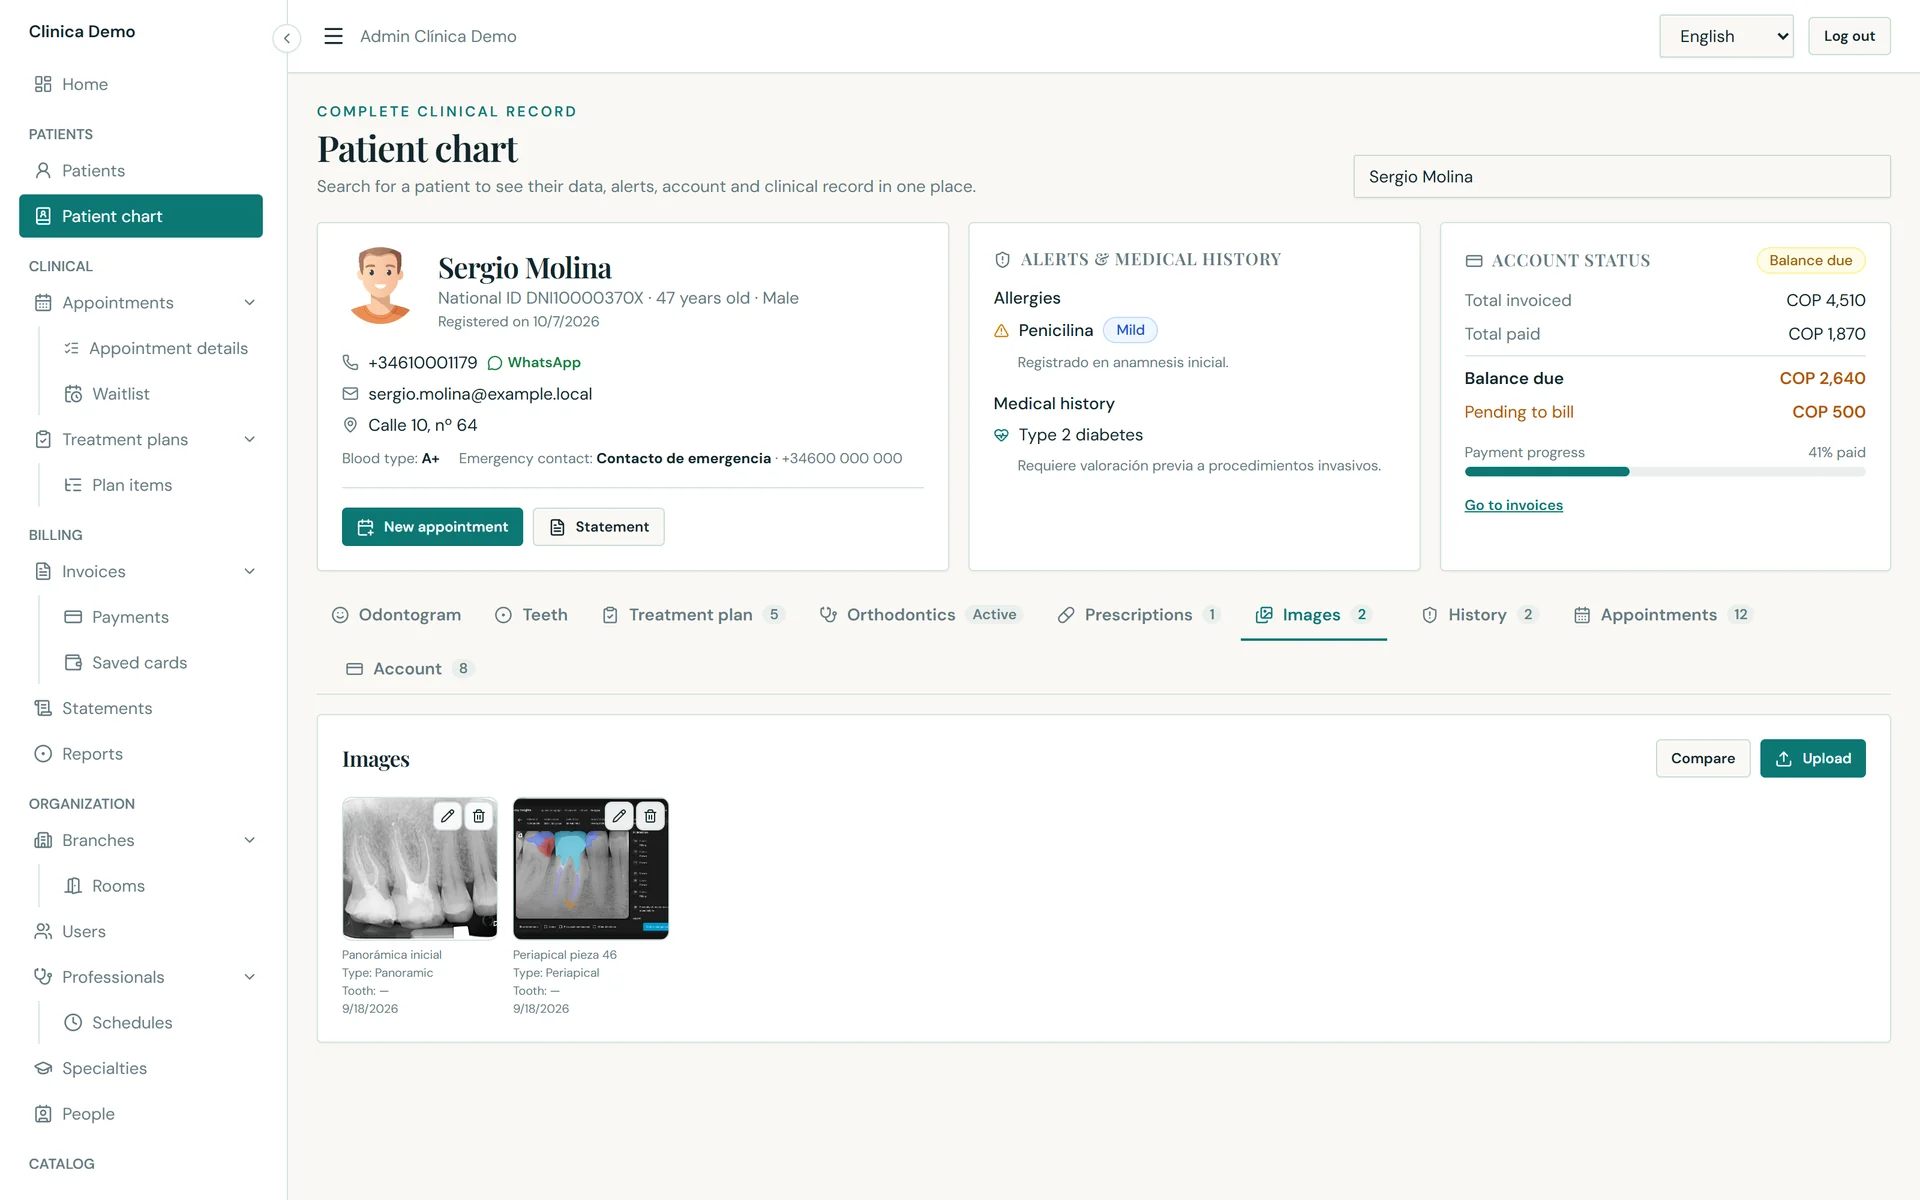 Clinica Demo
Home
PATIENTS
Patients
Patient chart
CLINICAL
Appointments
Appointment details
Waitlist
Treatment plans
Plan items
BILLING
Invoices
Payments
Saved cards
Statements
Reports
ORGANIZATION
Branches
Rooms
Users
Professionals
Schedules
Specialties
People
CATALOG
Admin Clínica Demo
English
Log out
COMPLETE CLINICAL RECORD
Patient chart
Search for a patient to see their data, alerts, account and clinical record in one place.
Sergio Molina
Sergio Molina
National ID DNI10000370X · 47 years old · Male
Registered on 10/7/2026
+34610001179 WhatsApp
sergio.molina@example.local
Calle 10, nº 64
Blood type: A+ Emergency contact: Contacto de emergencia · +34600 000 000
New appointment
Statement
ALERTS & MEDICAL HISTORY
Allergies
Penicilina Mild
Registrado en anamnesis inicial.
Medical history
Type 2 diabetes
Requiere valoración previa a procedimientos invasivos.
ACCOUNT STATUS Balance due
Total invoiced COP 4,510
Total paid COP 1,870
Balance due COP 2,640
Pending to bill COP 500
Payment progress 41% paid
Go to invoices
Odontogram Teeth Treatment plan 5 Orthodontics Active Prescriptions 1 Images 2 History 2 Appointments 12
Account 8
Images
Compare
Upload
Panorámica inicial
Type: Panoramic
Tooth: —
9/18/2026
Periapical pieza 46
Type: Periapical
Tooth: —
9/18/2026